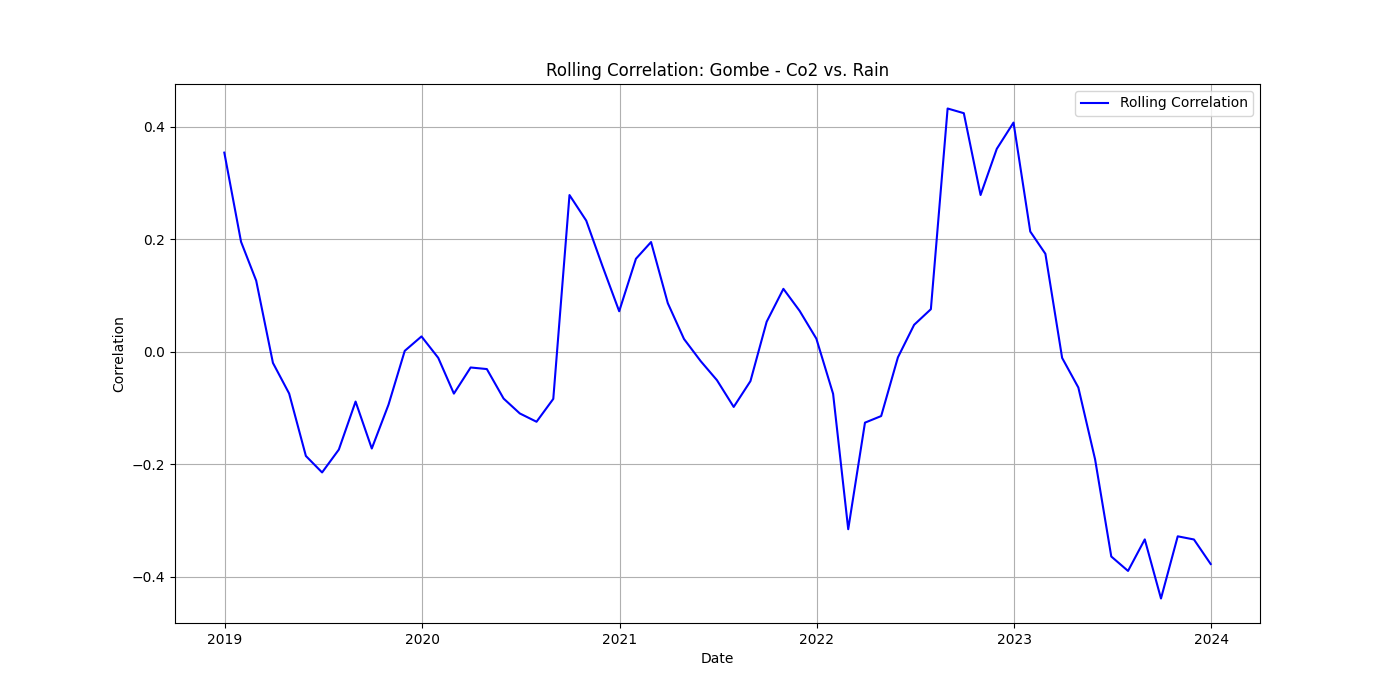 Rolling Correlation: Gombe - Co2 vs. Rain
Rolling Correlation
0.4
0.2
0.0
−0.2
−0.4
Correlation
2019 2020 2021 2022 2023 2024
Date